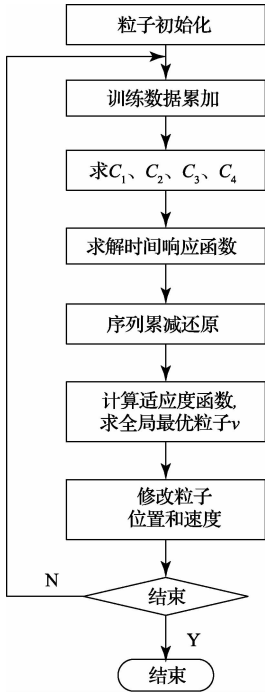 粒子初始化
训练数据累加
求C₁、C₂、C₃、C₄
求解时间响应函数
序列累减还原
计算适应度函数,
求全局最优粒子v
修改粒子
位置和速度
N
结束
Y
结束